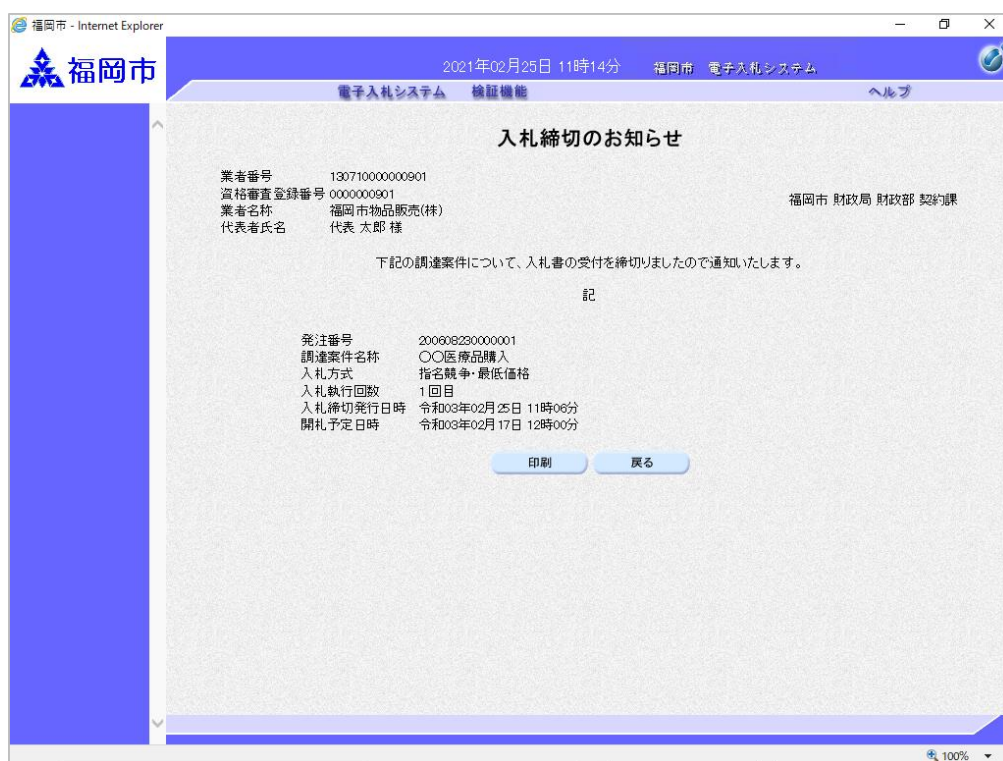 福岡市 - Internet Explorer
福岡市
2021年02月25日 11時14分 福岡市 電子入札システム
電子入札システム 検証機能 ヘルプ
入札締切のお知らせ
業者番号 130710000000901
資格審査登録番号 0000000901
福岡市 財政局 財政部 契約課
業者名称 福岡市物品販売(株)
代表者氏名 代表 太郎 様
下記の調達案件について、入札書の受付を締切りましたので通知いたします。
記
発注番号 200608230000001
調達案件名称 〇〇医療品購入
入札方式 指名競争・最低価格
入札執行回数 1回目
入札締切発行日時 令和03年02月25日 11時06分
開札予定日時 令和03年02月17日 12時00分
印刷 戻る
100%